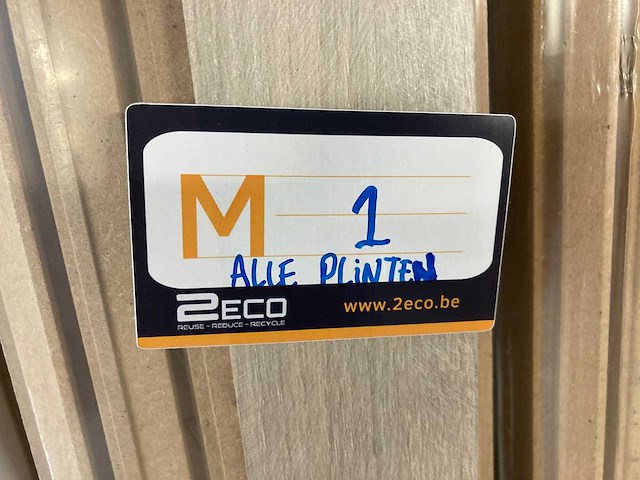 M 1
ALLE PLiNTEN
2ECO www.2eco.be
REUSE - REDUCE - RECYCLE